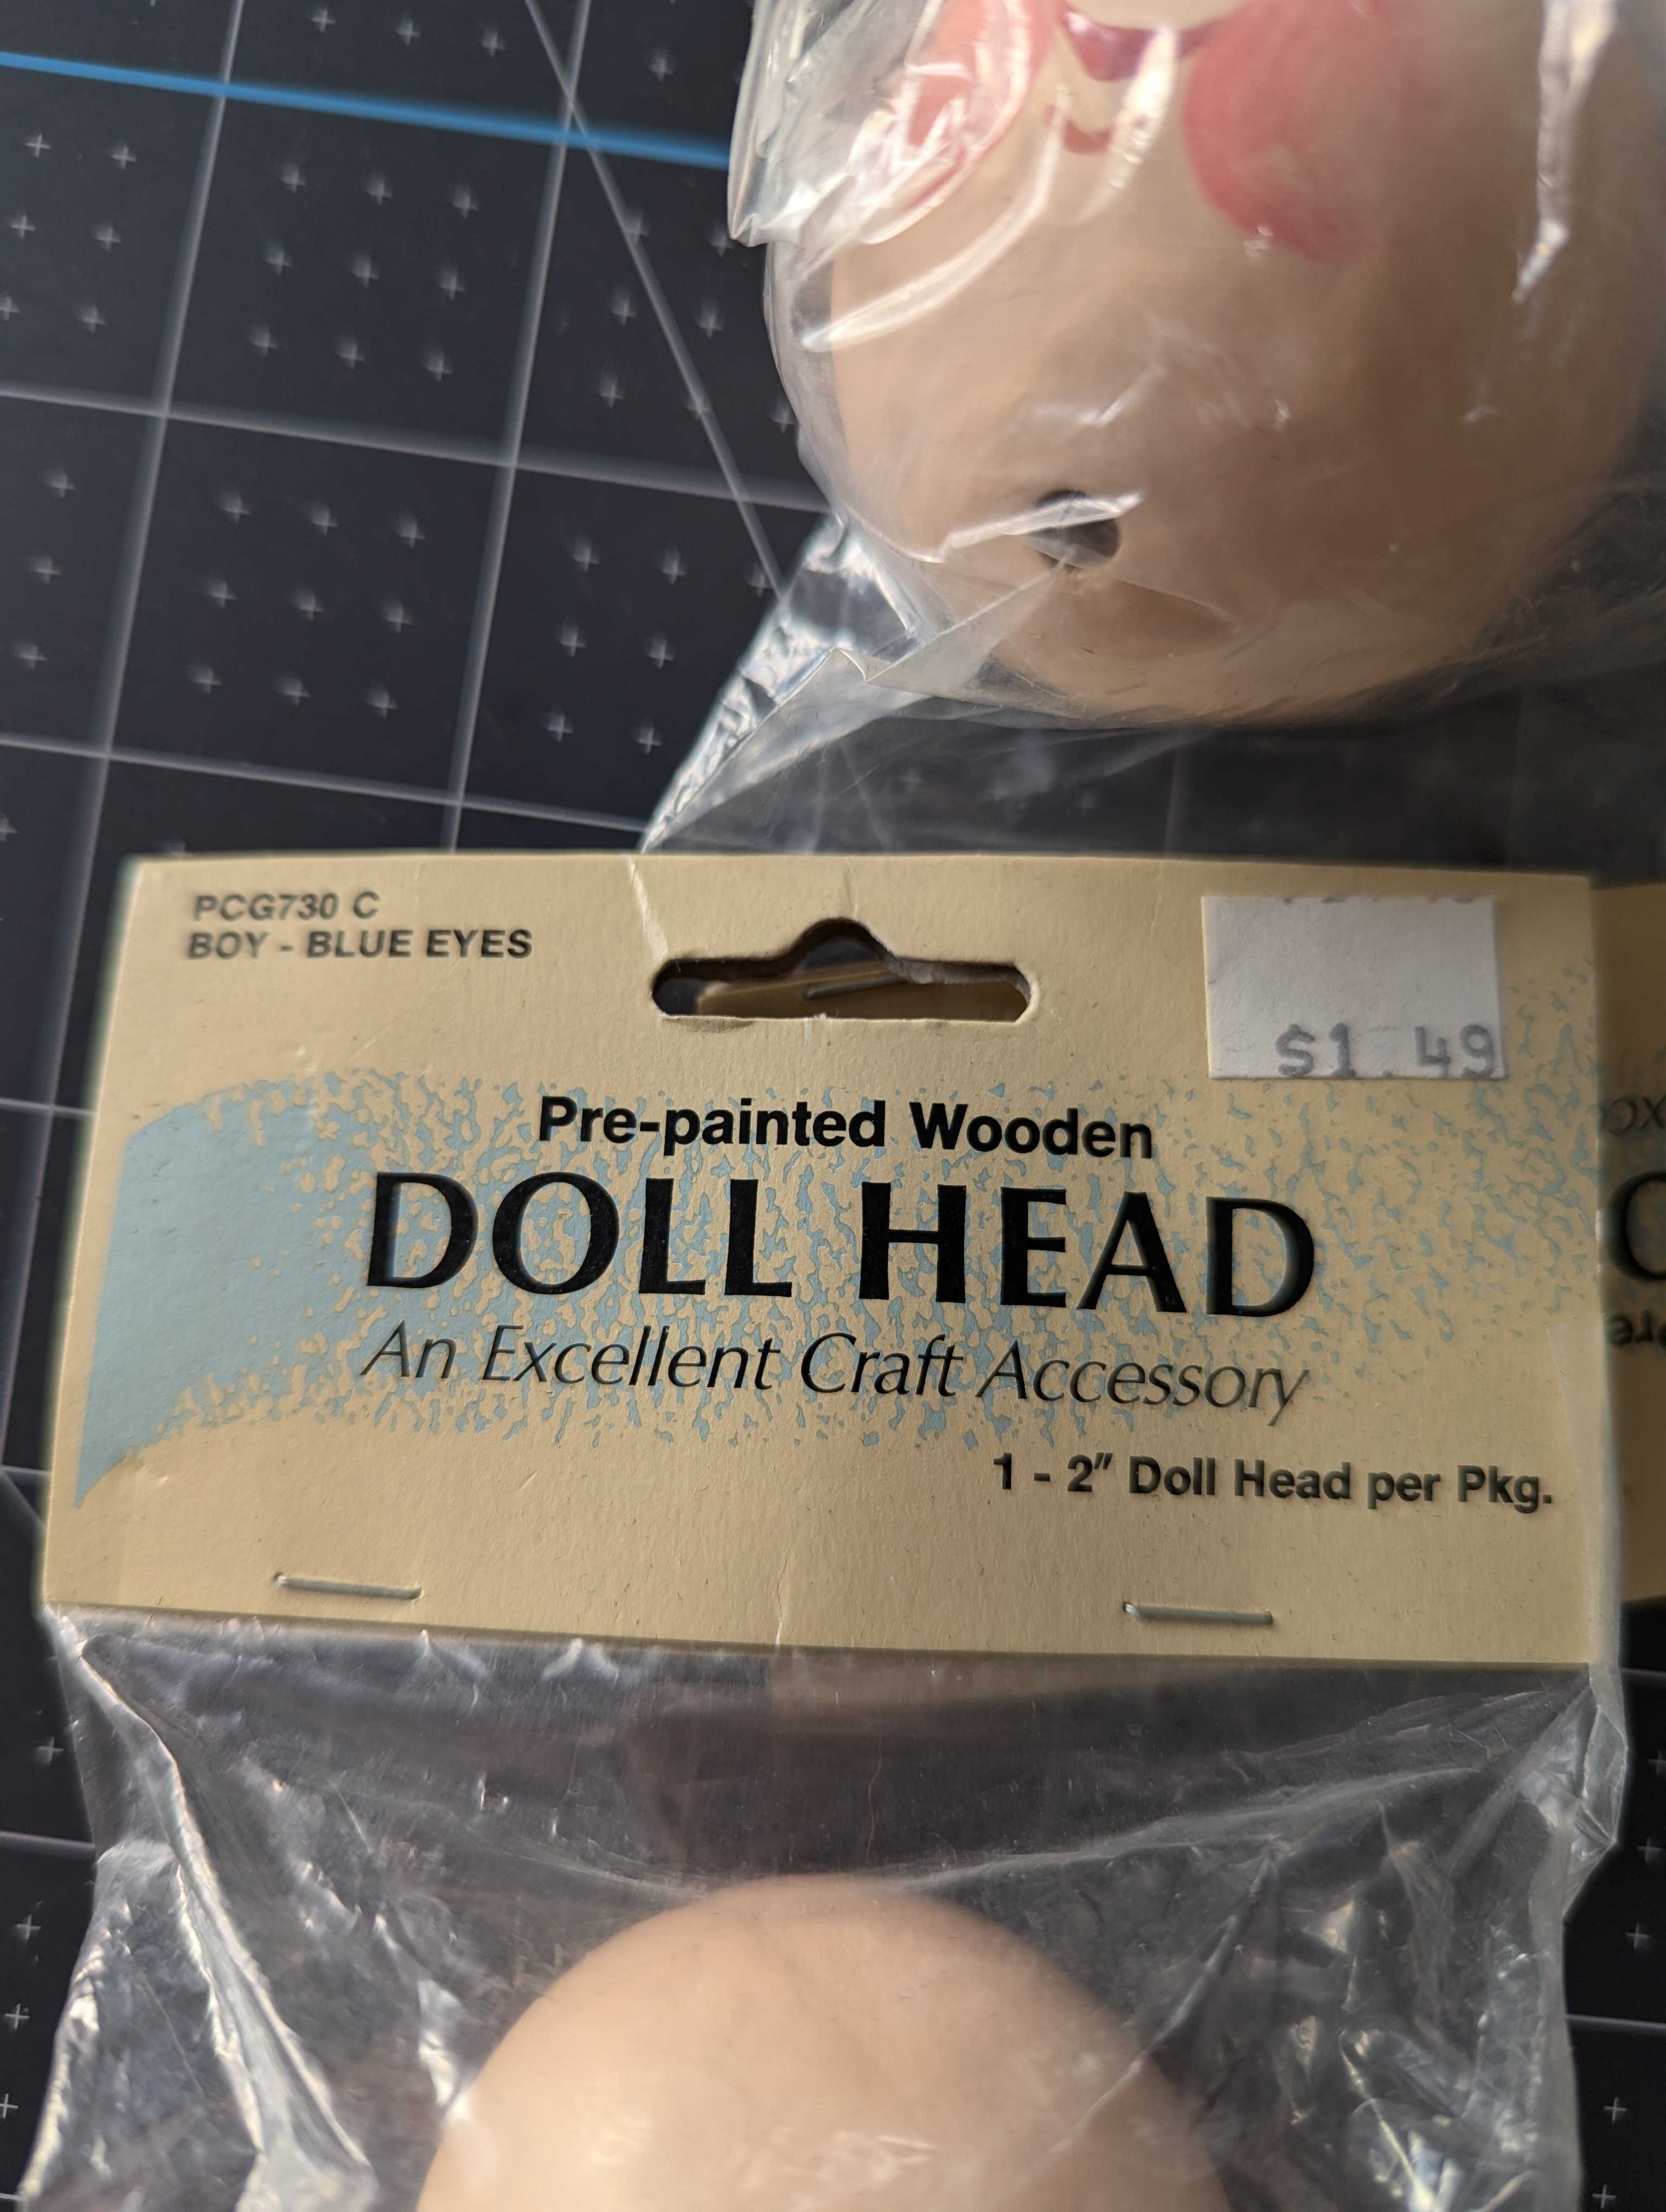 PCG730 C
BOY - BLUE EYES
$1.49
Pre-painted Wooden
DOLL HEAD
An Excellent Craft Accessory
1 - 2" Doll Head per Pkg.